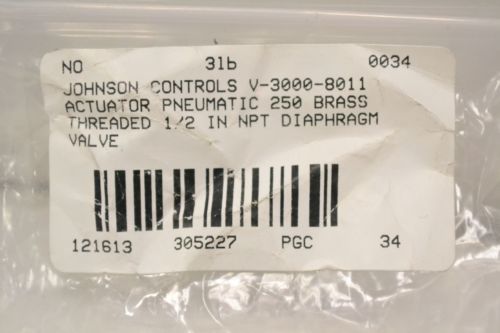 NO 31b 0034
JOHNSON CONTROLS V-3000-8011
ACTUATOR PNEUMATIC 250 BRASS
THREADED 1/2 IN NPT DIAPHRAGM
VALVE
121613 305227 PGC 34